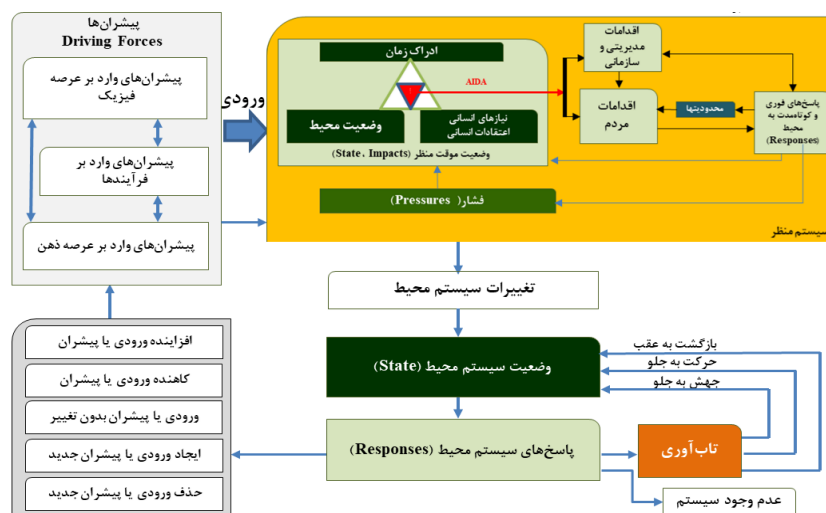 پیشران‌ها
Driving Forces
پیشران‌های وارد بر عرصه
فیزیک
پیشران‌های وارد بر
فرآیندها
پیشران‌های وارد بر عرصه ذهن
ورودی
ادراک زمان
وضعیت محیط
نیازهای انسانی
اعتقادات انسانی
وضعیت موقت منظر (State، Impacts)
AIDA
اقدامات
مدیریتی و
سازمانی
اقدامات
مردم
محدودیتها
پاسخ‌های فوری
و کوتاه‌مدت به
محیط
(Responses)
فشار( Pressures)
سیستم منظر
تغییرات سیستم محیط
وضعیت سیستم محیط (State)
بازگشت به عقب
حرکت به جلو
جهش به جلو
پاسخ‌های سیستم محیط (Responses)
تاب‌آوری
عدم وجود سیستم
افزاینده ورودی یا پیشران
کاهنده ورودی یا پیشران
ورودی یا پیشران بدون تغییر
ایجاد ورودی یا پیشران جدید
حذف ورودی یا پیشران جدید